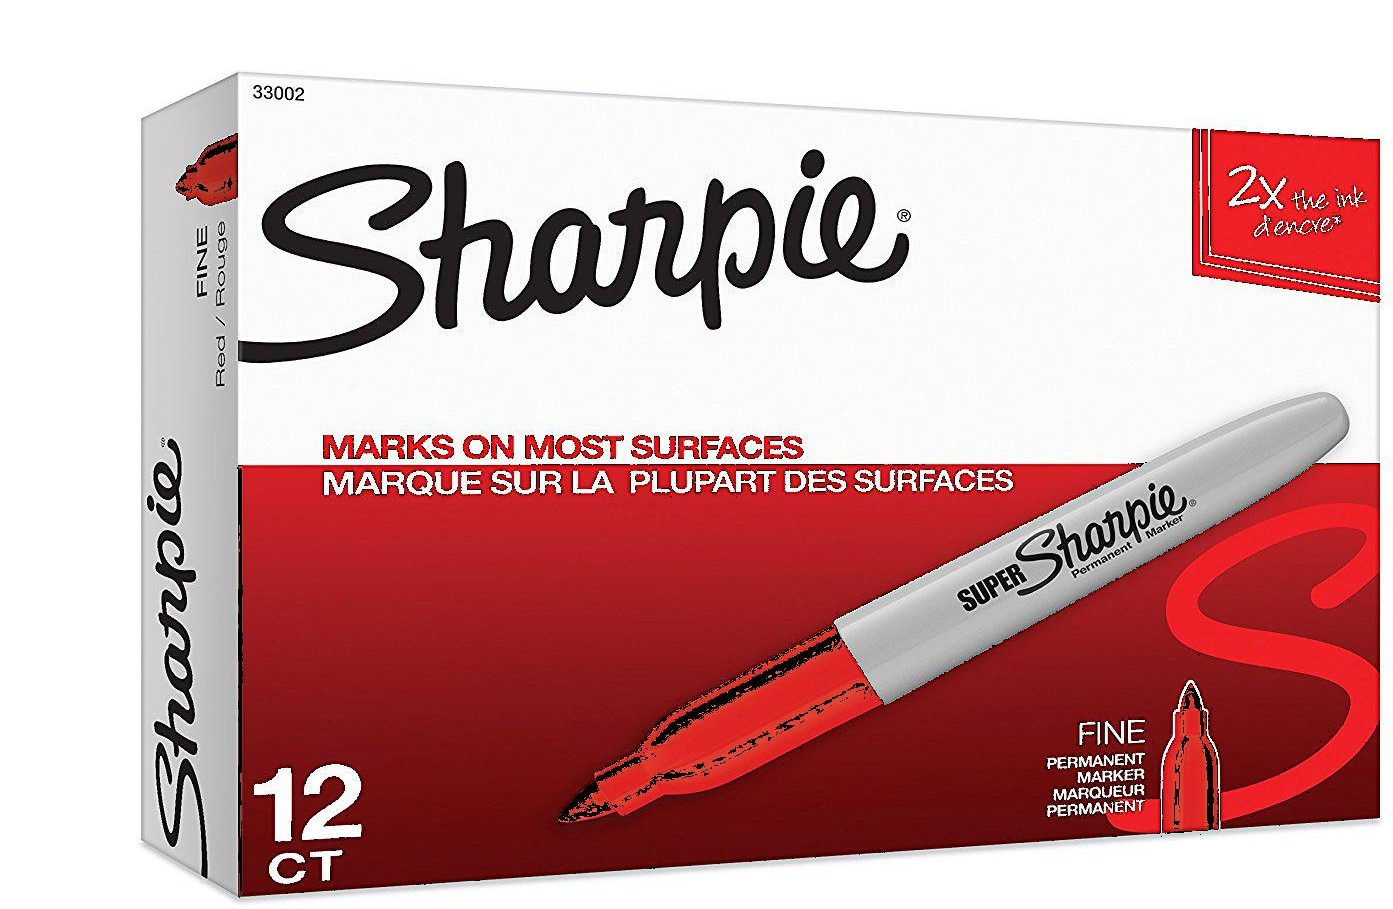 33002
Sharpie®
2X the ink
d'encre*
MARKS ON MOST SURFACES
MARQUE SUR LA PLUPART DES SURFACES
SUPER Sharpie®
Permanent Marker
FINE
PERMANENT
MARKER
MARQUEUR
PERMANENT
12
CT
FINE
Red / Rouge
Sharpie®